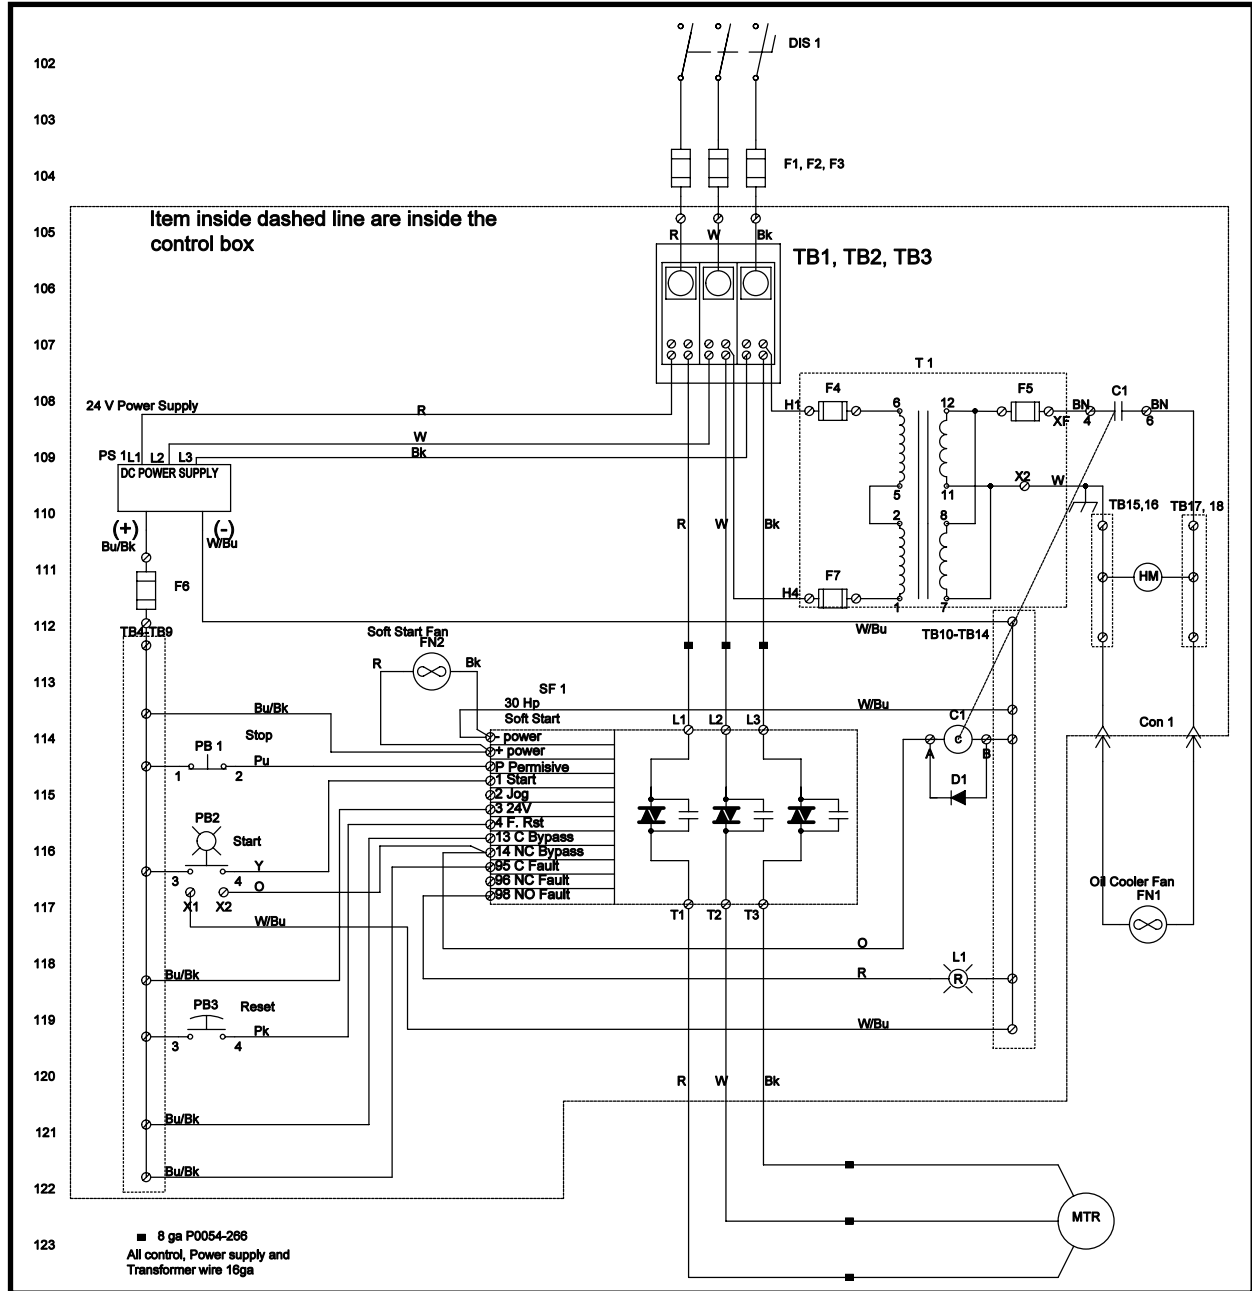 DIS 1
102
103
F1, F2, F3
104
Item inside dashed line are inside the
control box
105
R W Bk
TB1, TB2, TB3
106
107
T 1
F4 F5 C1
108
24 V Power Supply
R
H1 6 12 XF BN 4 BN 6
W
PS 1 L1 L2 L3
Bk
109
DC POWER SUPPLY
5 11 X2 W
TB15,16 TB17, 18
110
(+) (-)
Bu/Bk W/Bu
R W Bk
2 8
111
F6
F7
HM
H4 1 7
112
TB4-TB9
Soft Start Fan
FN2
W/Bu
TB10-TB14
R Bk
113
SF 1
30 Hp
Soft Start
Bu/Bk
W/Bu
L1 L2 L3
C1
Con 1
114
Stop
PB 1
1 2
Pu
- power
+ power
P Permisive
1 Start
2 Jog
3 24V
4 F. Rst
13 C Bypass
14 NC Bypass
95 C Fault
96 NC Fault
98 NO Fault
C
A B
D1
115
PB2
Start
116
3 4
Y
O
X1 X2
Oil Cooler Fan
FN1
117
W/Bu
T1 T2 T3
O
118
Bu/Bk
R
L1
R
119
PB3 Reset
3 4
Pk
W/Bu
120
R W Bk
121
Bu/Bk
122
Bu/Bk
MTR
123
8 ga P0054-266
All control, Power supply and
Transformer wire 16ga